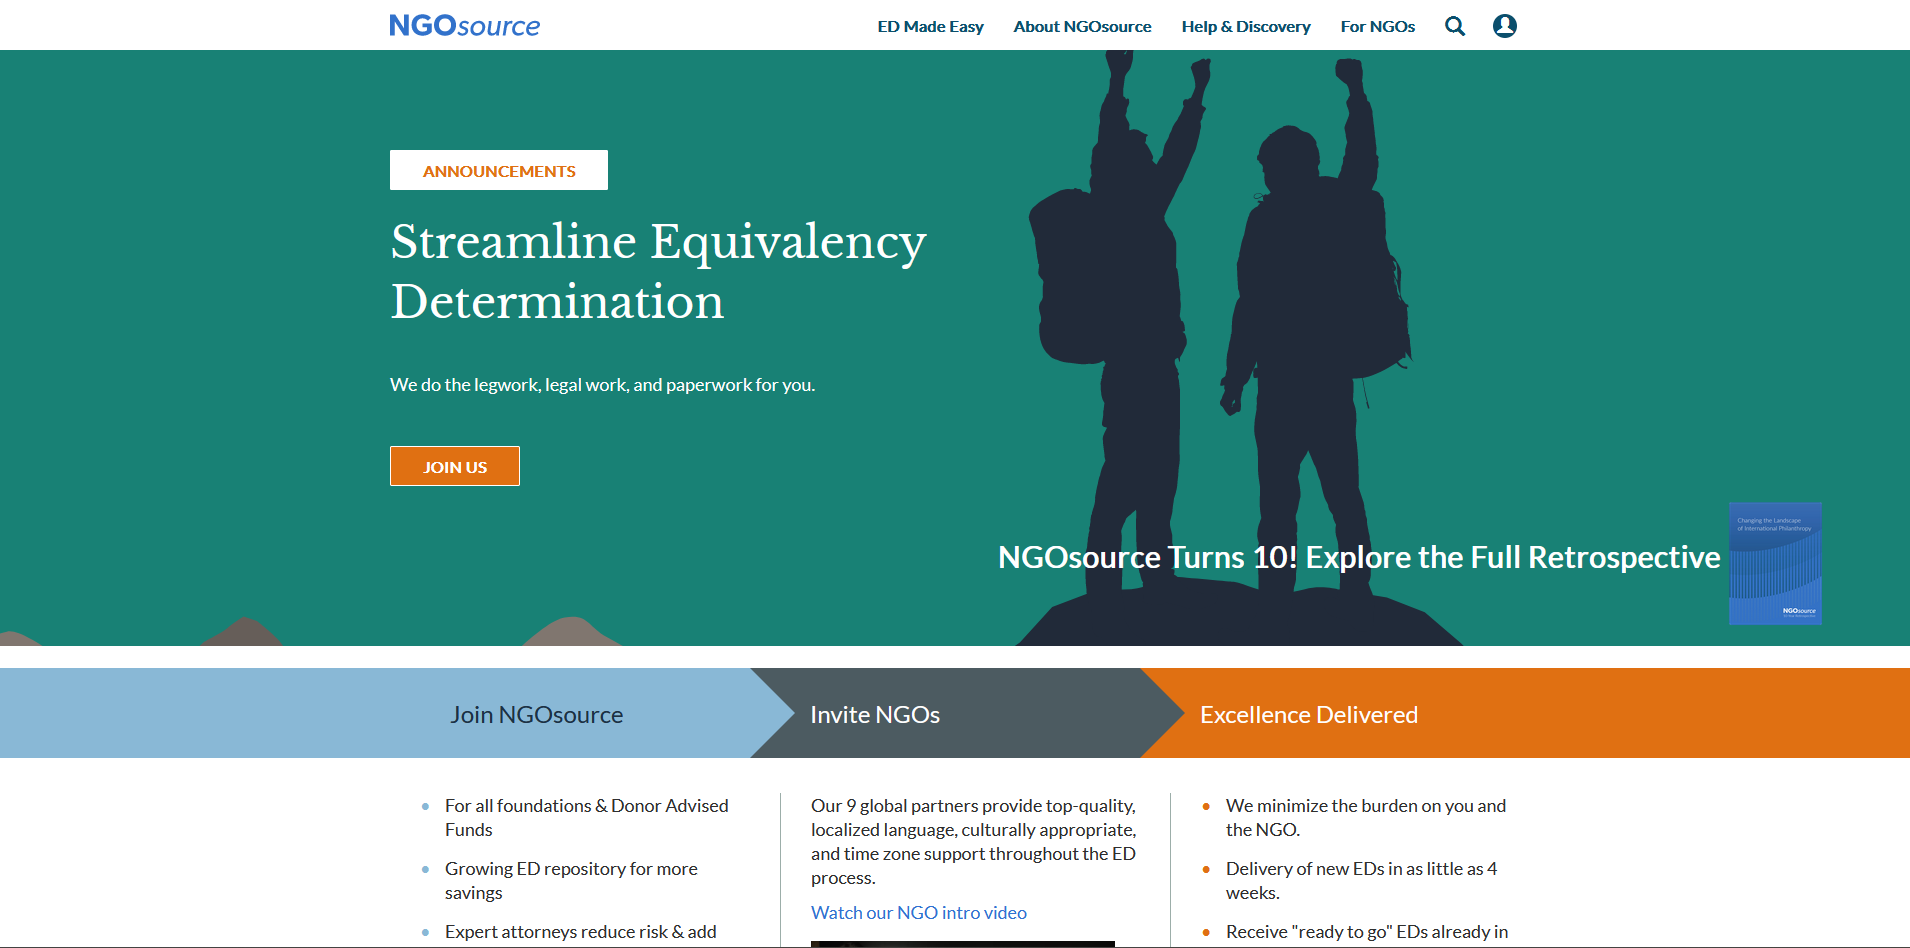 NGOsource
ED Made Easy
About NGOsource
Help & Discovery
For NGOs
ANNOUNCEMENTS
Streamline Equivalency
Determination
We do the legwork, legal work, and paperwork for you.
JOIN US
Changing the Landscape
of International Philanthropy
NGOsource Turns 10! Explore the Full Retrospective
NGOsource
Join NGOsource
Invite NGOs
Excellence Delivered
For all foundations & Donor Advised
Funds
Growing ED repository for more
savings
Expert attorneys reduce risk & add
Our 9 global partners provide top-quality,
localized language, culturally appropriate,
and time zone support throughout the ED
process.
Watch our NGO intro video
We minimize the burden on you and
the NGO.
Delivery of new EDs in as little as 4
weeks.
Receive "ready to go" EDs already in